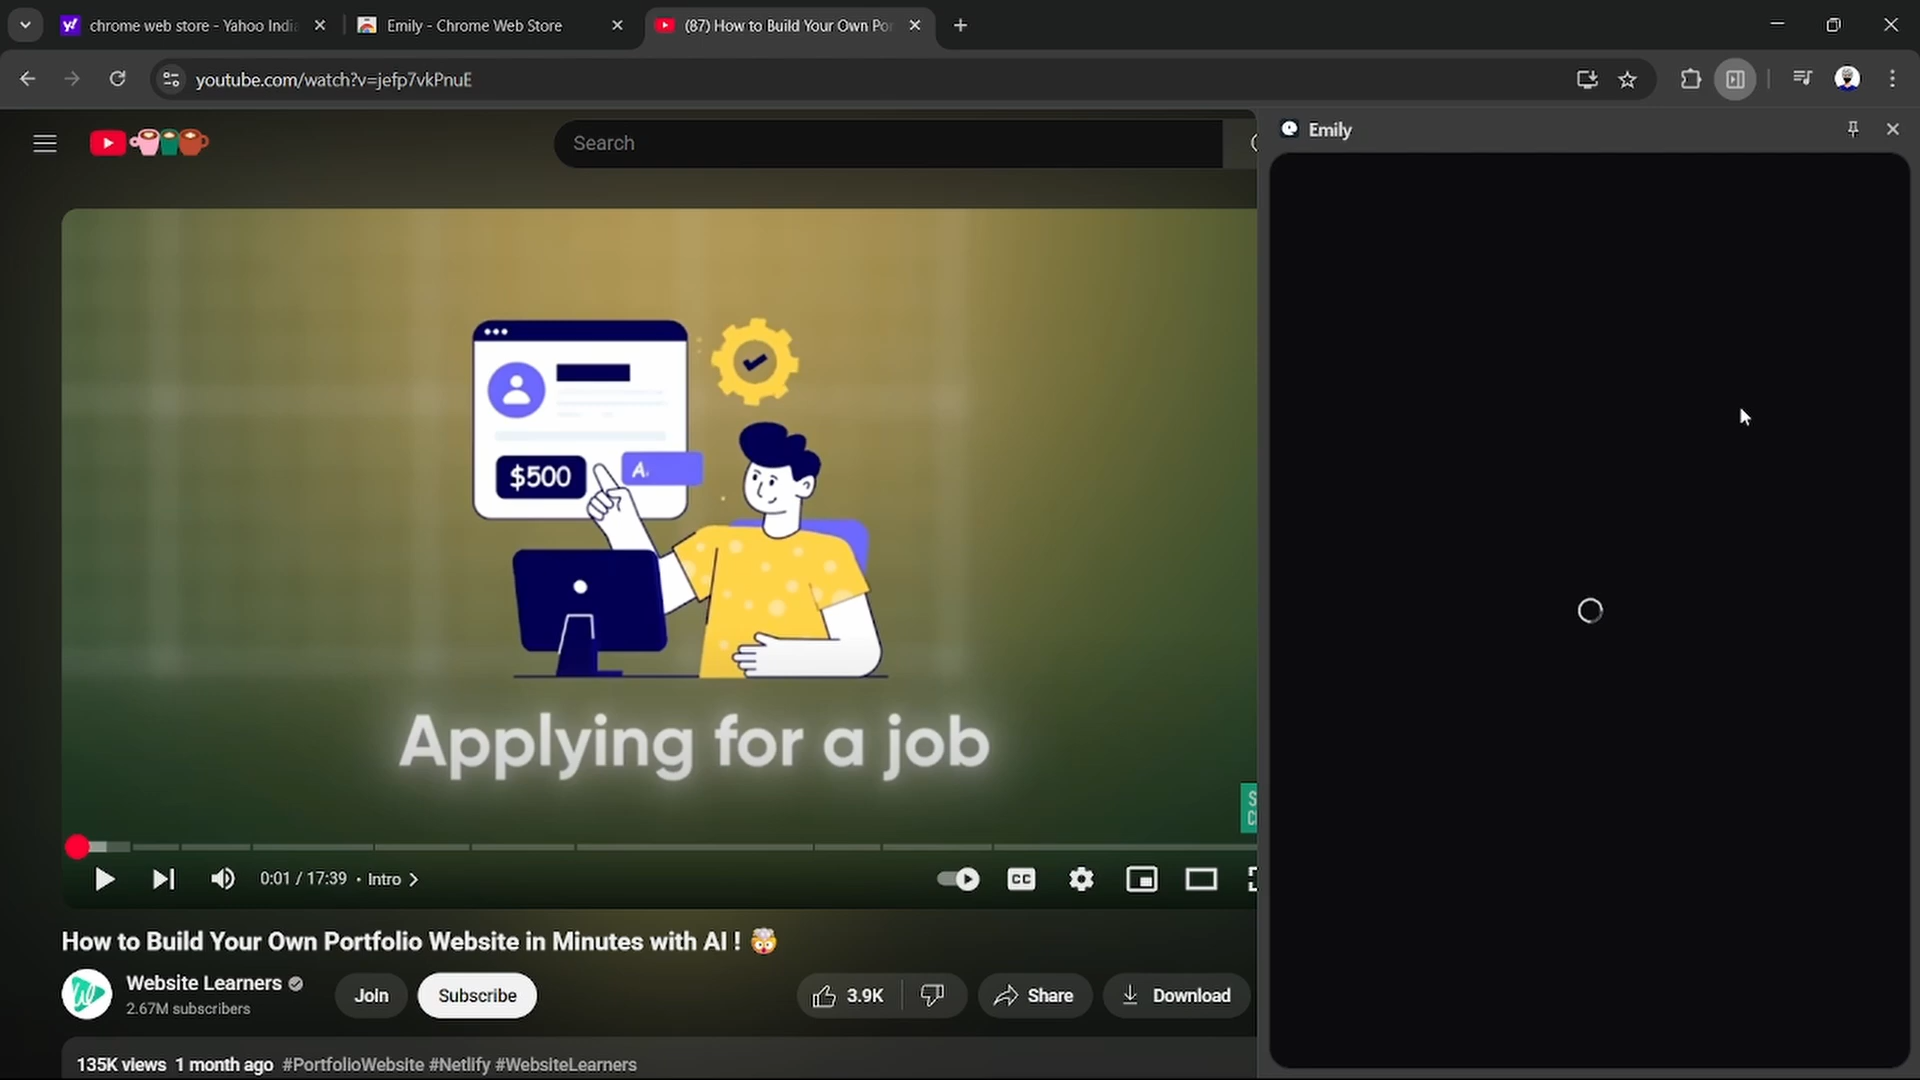 chrome web store - Yahoo India
Emily - Chrome Web Store
(87) How to Build Your Own Po
youtube.com/watch?v=jefp7vkPnuE
Search
Emily
$500
A.
Applying for a job
0:01 / 17:39 • Intro
CC
How to Build Your Own Portfolio Website in Minutes with AI !
Website Learners
2.67M subscribers
Join
Subscribe
3.9K
Share
Download
135K views 1 month ago #PortfolioWebsite #Netlify #WebsiteLearners